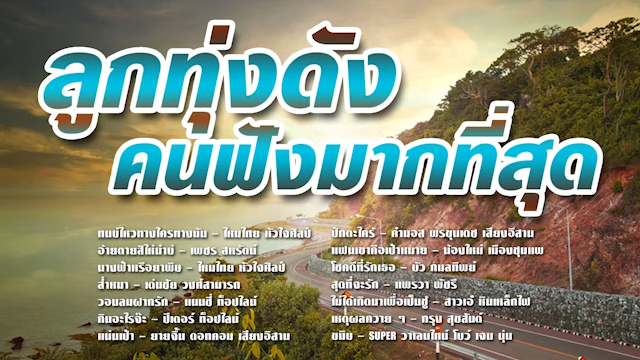 ลูกทุ่งดัง
คนฟังมากที่สุด
ทนบ่ไหวทางใครทางมัน – ใหม่ไทย หัวใจศิลป์
อ้ายตายสิไห้นำบ่ – เพชร สหรัตน์
นางฟ้าหรือยาพิษ – ใหม่ไทย หัวใจศิลป์
ส่ำหมา – เด่นชัย วงศ์สามารถ
วอนลมฝากรัก – แมนมี่ ท็อปไลน์
กินอะไรจ๊ะ – ปีเตอร์ ท็อปไลน์
แน่นเป้า – ยายจื้น ดอทคอม เสียงอิสาน
ปักตะไคร้ – คำมอส พรขุนเดช เสียงอิสาน
แฟนเขาคือเป้าหมาย – น้องใหม่ เมืองชุมแพ
โชคดีที่รักเธอ – บัว กมลทิพย์
สุดที่จะรัก – แพรวา พัชรี
ไม่ได้เกิดมาเพื่อเป็นชู้ – สาวเอ้ หินเหล็กไฟ
เหตุผลควาย ๆ – กรุง สุขสันต์
ขยิบ – SUPER วาเลนไทน์ โบว์ เจน นุ่น